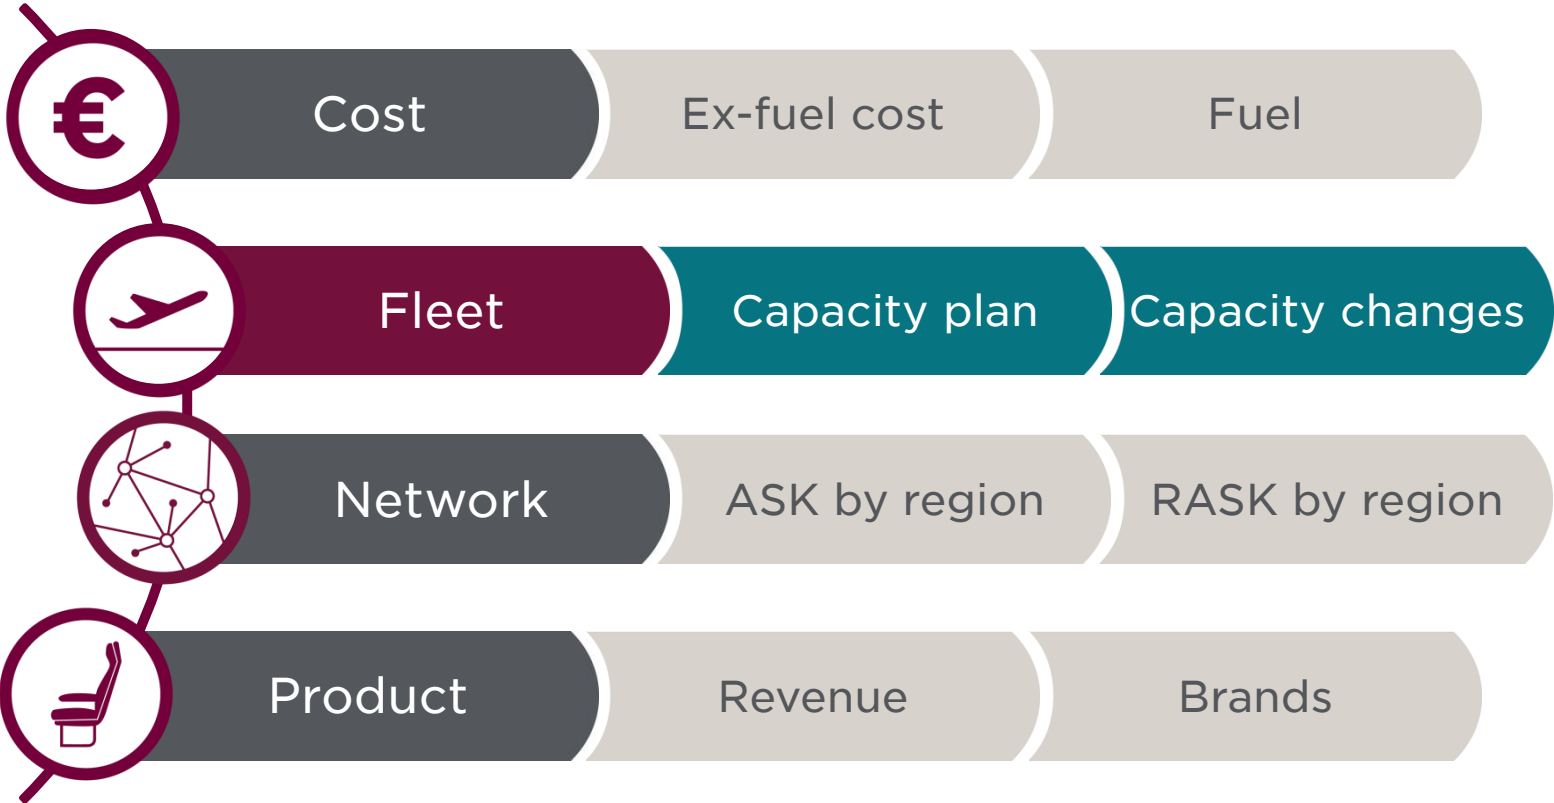 €
Cost
Ex-fuel cost
Fuel
Fleet
Capacity plan
Capacity changes
Network
ASK by region
RASK by region
Product
Revenue
Brands